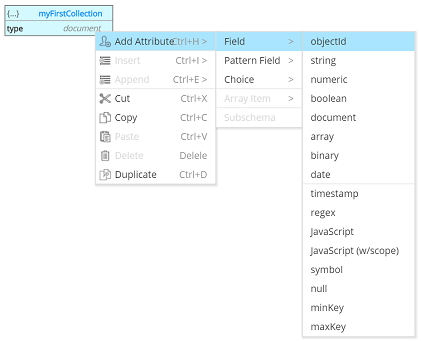 {...} myFirstCollection
type document
Add Attribute Ctrl+H >
Insert Ctrl+I >
Append Ctrl+E >
Cut Ctrl+X
Copy Ctrl+C
Paste Ctrl+V
Delete Delele
Duplicate Ctrl+D
Field >
Pattern Field >
Choice >
Array Item >
Subschema
objectId
string
numeric
boolean
document
array
binary
date
timestamp
regex
JavaScript
JavaScript (w/scope)
symbol
null
minKey
maxKey